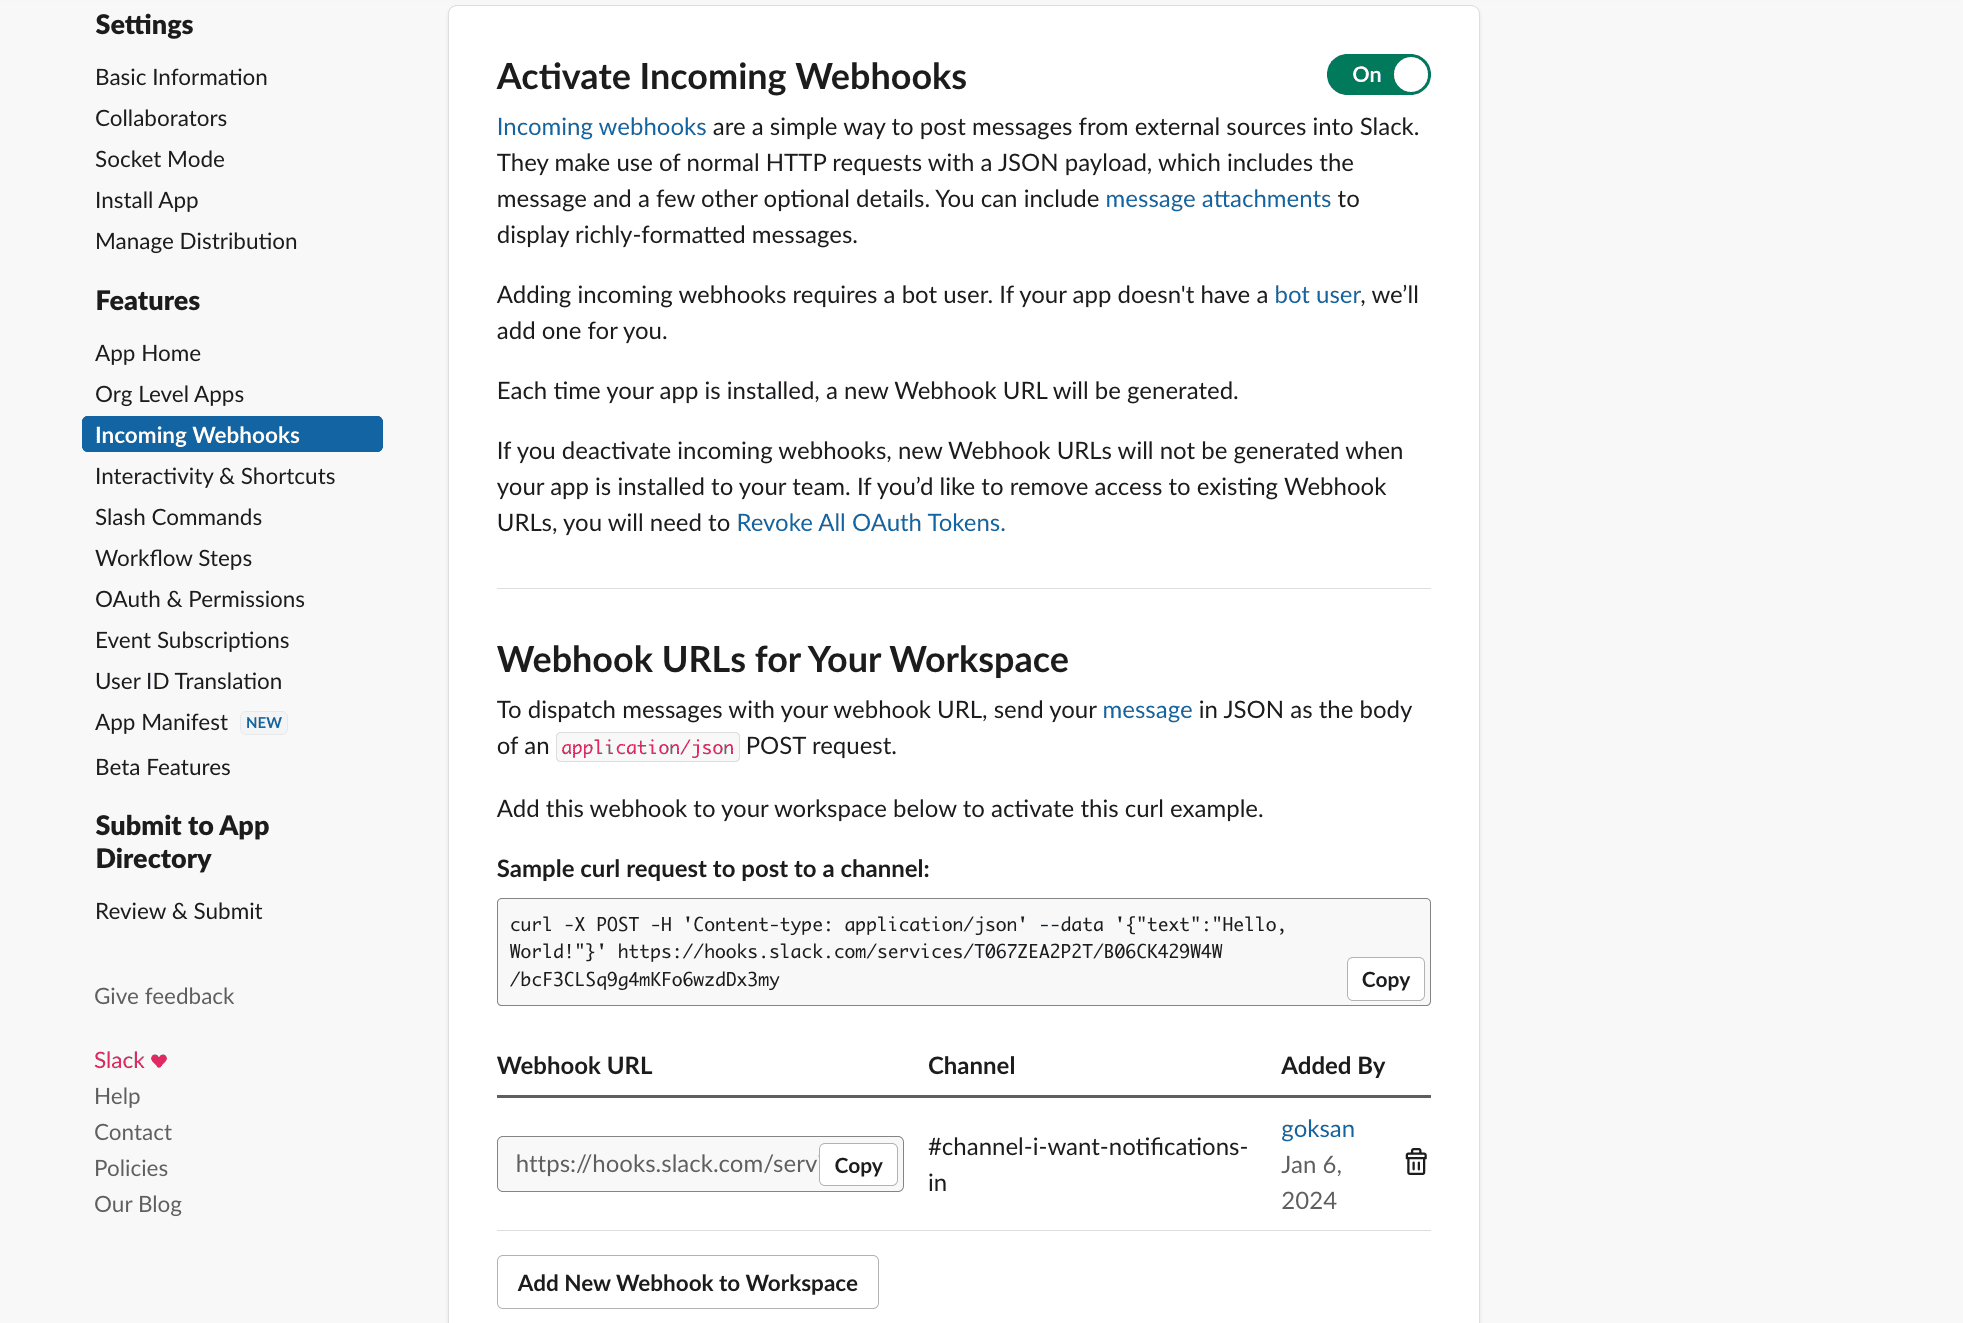 Settings
Basic Information
Collaborators
Socket Mode
Install App
Manage Distribution
Features
App Home
Org Level Apps
Incoming Webhooks
Interactivity & Shortcuts
Slash Commands
Workflow Steps
OAuth & Permissions
Event Subscriptions
User ID Translation
App Manifest NEW
Beta Features
Submit to App
Directory
Review & Submit
Give feedback
Slack
Help
Contact
Policies
Our Blog
Activate Incoming Webhooks
On
Incoming webhooks are a simple way to post messages from external sources into Slack.
They make use of normal HTTP requests with a JSON payload, which includes the
message and a few other optional details. You can include message attachments to
display richly-formatted messages.
Adding incoming webhooks requires a bot user. If your app doesn't have a bot user, we’ll
add one for you.
Each time your app is installed, a new Webhook URL will be generated.
If you deactivate incoming webhooks, new Webhook URLs will not be generated when
your app is installed to your team. If you’d like to remove access to existing Webhook
URLs, you will need to Revoke All OAuth Tokens.
Webhook URLs for Your Workspace
To dispatch messages with your webhook URL, send your message in JSON as the body
of an application/json POST request.
Add this webhook to your workspace below to activate this curl example.
Sample curl request to post to a channel:
curl -X POST -H 'Content-type: application/json' --data '{"text":"Hello,
World!"}' https://hooks.slack.com/services/T067ZEA2P2T/B06CK429W4W
/bcF3CLSq9g4mKFo6wzdDx3my
Copy
Webhook URL Channel Added By
https://hooks.slack.com/serv Copy
#channel-i-want-notifications-
in
goksan
Jan 6,
2024
Add New Webhook to Workspace